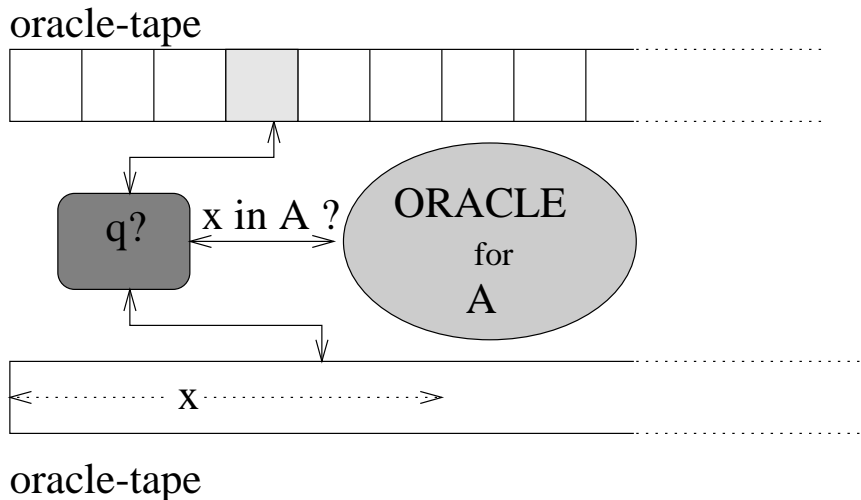 oracle-tape
q?
x in A ?
ORACLE
for
A
x
oracle-tape